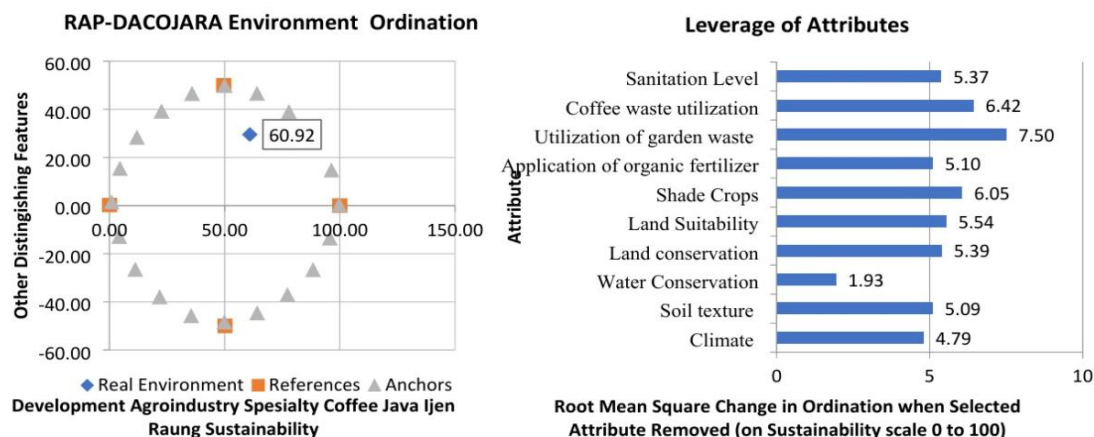 RAP-DACOJARA Environment Ordination
Other Distingishing Features
60.00
40.00
20.00
0.00
-20.00
-40.00
-60.00
60.92
0.00
50.00
100.00
150.00
Real Environment
References
Anchors
Development Agroindustry Spesialty Coffee Java Ijen
Raung Sustainability
Leverage of Attributes
Attribute
Sanitation Level
5.37
Coffee waste utilization
6.42
Utilization of garden waste
7.50
Application of organic fertilizer
5.10
Shade Crops
6.05
Land Suitability
5.54
Land conservation
5.39
Water Conservation
1.93
Soil texture
5.09
Climate
4.79
0
5
10
Root Mean Square Change in Ordination when Selected
Attribute Removed (on Sustainability scale 0 to 100)